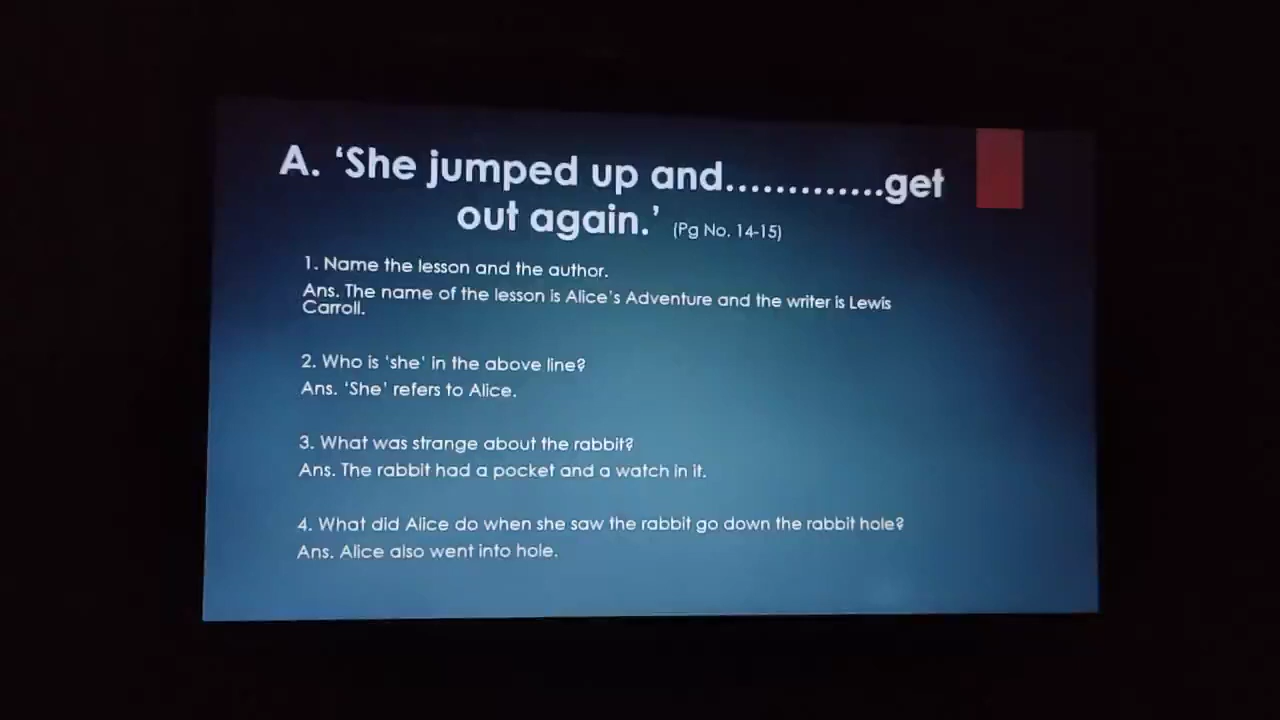 A. ‘She jumped up and.............get
out again.’ (Pg No. 14-15)
1. Name the lesson and the author.
Ans. The name of the lesson is Alice’s Adventure and the writer is Lewis
Carroll.
2. Who is ‘she’ in the above line?
Ans. ‘She’ refers to Alice.
3. What was strange about the rabbit?
Ans. The rabbit had a pocket and a watch in it.
4. What did Alice do when she saw the rabbit go down the rabbit hole?
Ans. Alice also went into hole.